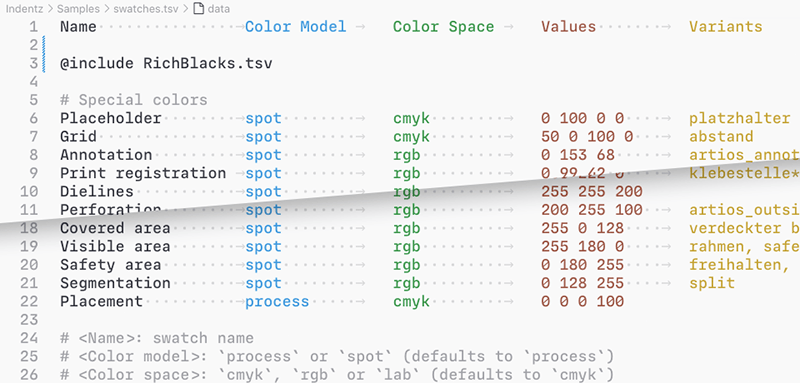 Indentz > Samples > swatches.tsv > data
1 Name Color Model Color Space Values Variants
2
3 @include RichBlacks.tsv
4
5 # Special colors
6 Placeholder spot cmyk 0 100 0 0 platzhalter
7 Grid spot cmyk 50 0 100 0 abstand
8 Annotation spot rgb 0 153 68 artios_annot
9 Print registration spot rgb 0 99 62 0 klebestelle*
10 Dielines spot rgb 255 255 200
11 Perforation spot rgb 200 255 100 artios_outsi
18 Covered area spot rgb 255 0 128 verdeckter b
19 Visible area spot rgb 255 180 0 rahmen, safe
20 Safety area spot rgb 0 180 255 freihalten,
21 Segmentation spot rgb 0 128 255 split
22 Placement process cmyk 0 0 0 100
23
24 # <Name>: swatch name
25 # <Color model>: `process` or `spot` (defaults to `process`)
26 # <Color space>: `cmyk`, `rgb` or `lab` (defaults to `cmyk`)